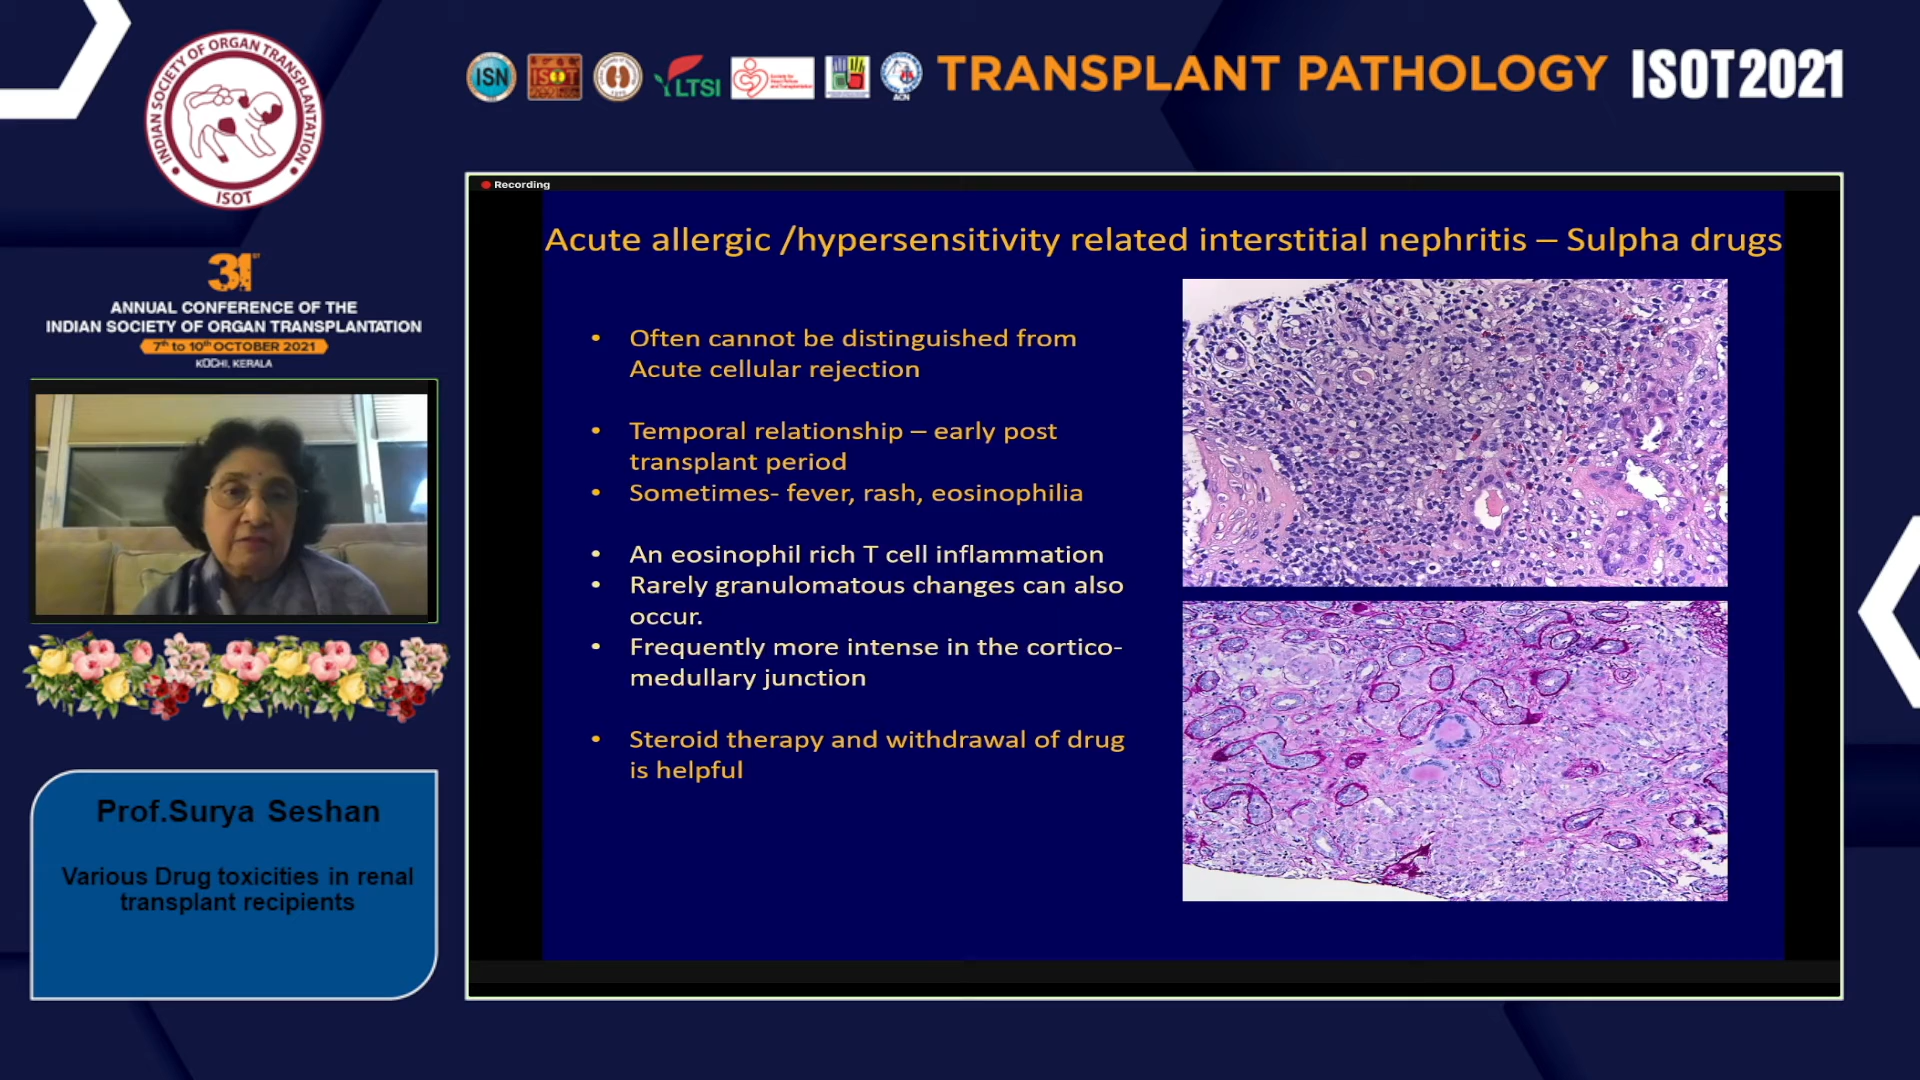 INDIAN SOCIETY OF ORGAN TRANSPLANTATION
ISOT
ISN
ISOT
LTSI
ACN
TRANSPLANT PATHOLOGY ISOT2021
31ST
ANNUAL CONFERENCE OF THE
INDIAN SOCIETY OF ORGAN TRANSPLANTATION
7th to 10th OCTOBER 2021
KOCHI, KERALA
Prof.Surya Seshan
Various Drug toxicities in renal
transplant recipients
Recording
Acute allergic /hypersensitivity related interstitial nephritis – Sulpha drugs
• Often cannot be distinguished from
Acute cellular rejection
• Temporal relationship – early post
transplant period
• Sometimes- fever, rash, eosinophilia
• An eosinophil rich T cell inflammation
• Rarely granulomatous changes can also
occur.
• Frequently more intense in the cortico-
medullary junction
• Steroid therapy and withdrawal of drug
is helpful